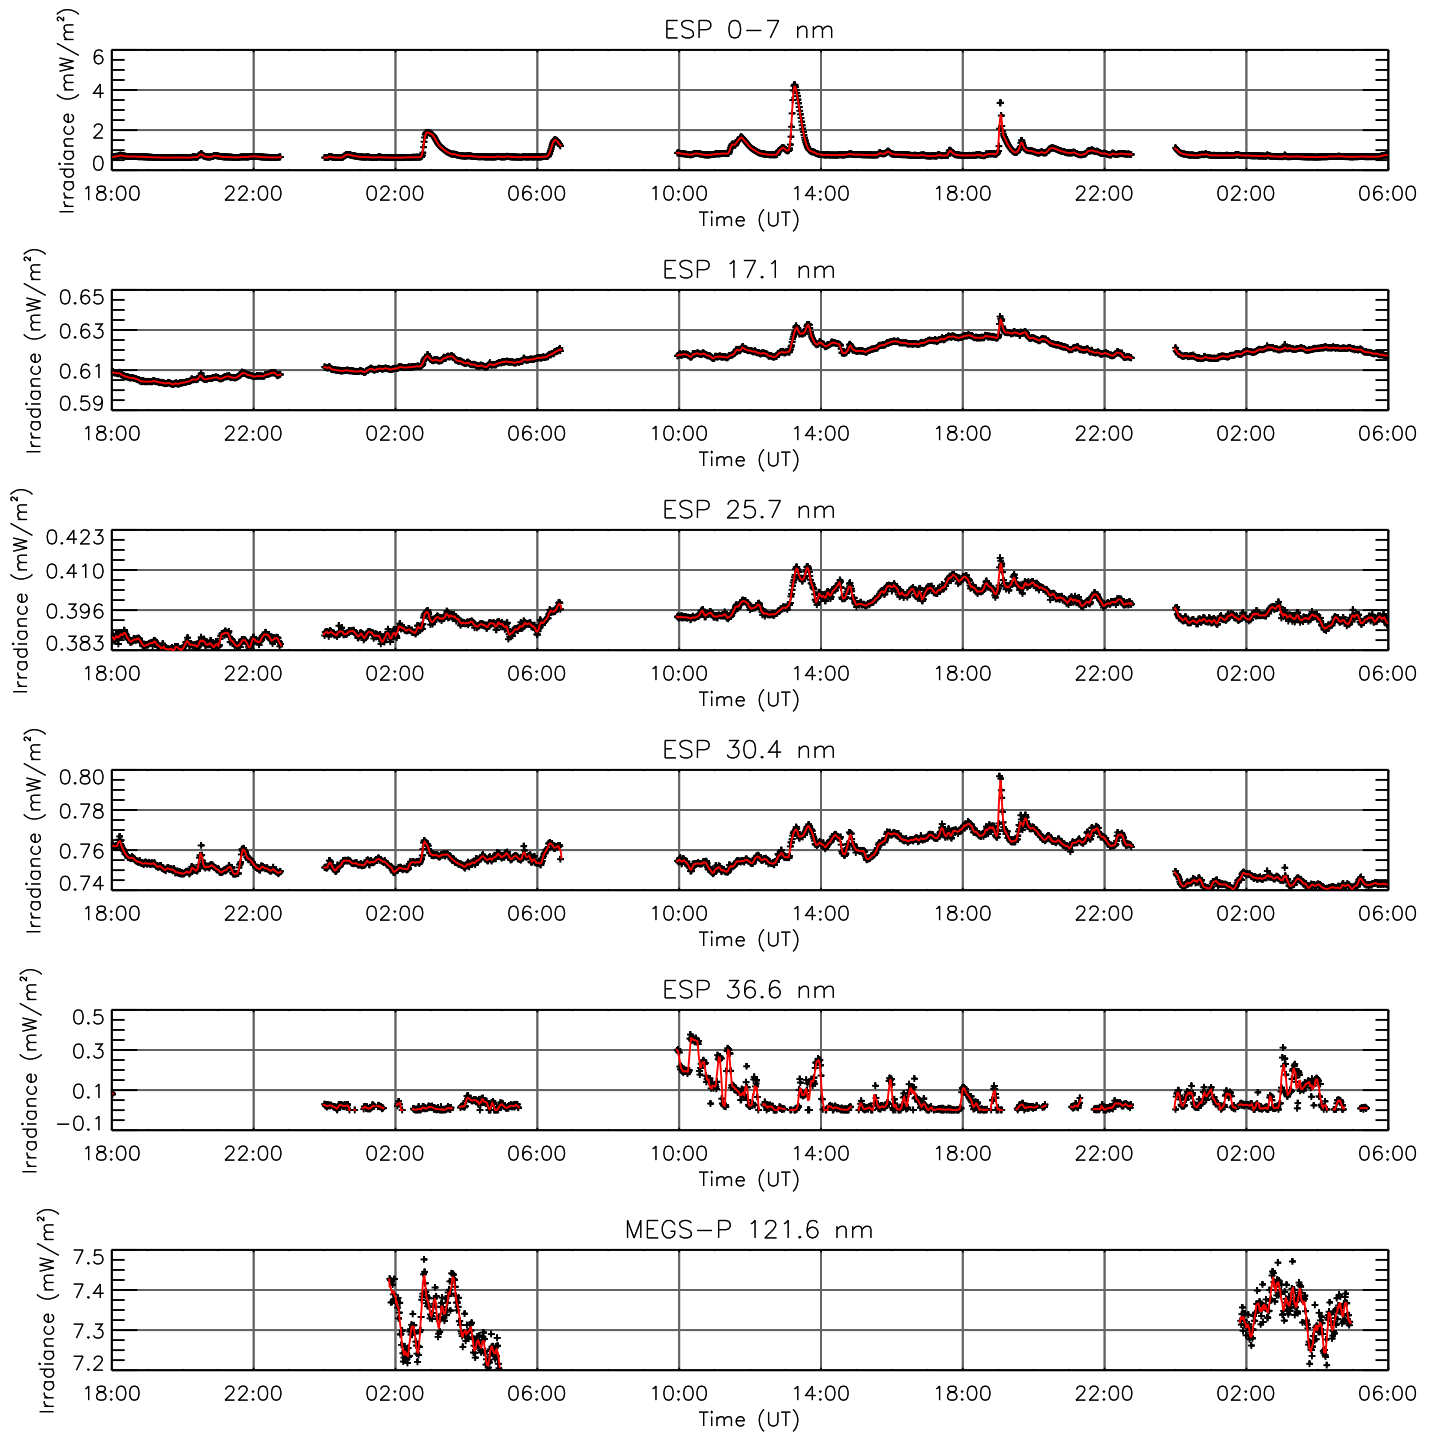 ESP 0-7 nm
Irradiance (mW/m²)
6
4
2
0
18:00 22:00 02:00 06:00 10:00 14:00 18:00 22:00 02:00 06:00
Time (UT)
ESP 17.1 nm
Irradiance (mW/m²)
0.65
0.63
0.61
0.59
18:00 22:00 02:00 06:00 10:00 14:00 18:00 22:00 02:00 06:00
Time (UT)
ESP 25.7 nm
Irradiance (mW/m²)
0.423
0.410
0.396
0.383
18:00 22:00 02:00 06:00 10:00 14:00 18:00 22:00 02:00 06:00
Time (UT)
ESP 30.4 nm
Irradiance (mW/m²)
0.80
0.78
0.76
0.74
18:00 22:00 02:00 06:00 10:00 14:00 18:00 22:00 02:00 06:00
Time (UT)
ESP 36.6 nm
Irradiance (mW/m²)
0.5
0.3
0.1
-0.1
18:00 22:00 02:00 06:00 10:00 14:00 18:00 22:00 02:00 06:00
Time (UT)
MEGS-P 121.6 nm
Irradiance (mW/m²)
7.5
7.4
7.3
7.2
18:00 22:00 02:00 06:00 10:00 14:00 18:00 22:00 02:00 06:00
Time (UT)